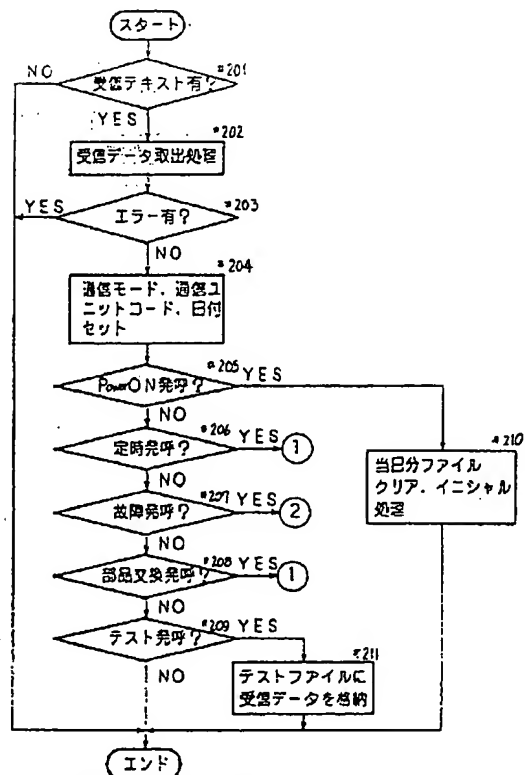 スタート
NO
*201
受信テキスト有?
YES
*202
受信データ取出処理
YES
*203
エラー有?
NO
*204
通信モード、通信ユ
ニットコード、日付
セット
*205
PowerON発呼?
YES
NO
*206
定時発呼?
YES
①
NO
*207
故障発呼?
YES
②
NO
*208
部品交換発呼?
YES
①
NO
*209
テスト発呼?
YES
NO
*210
当日分ファイル
クリア、イニシャル
処理
*211
テストファイルに
受信データを格納
エンド